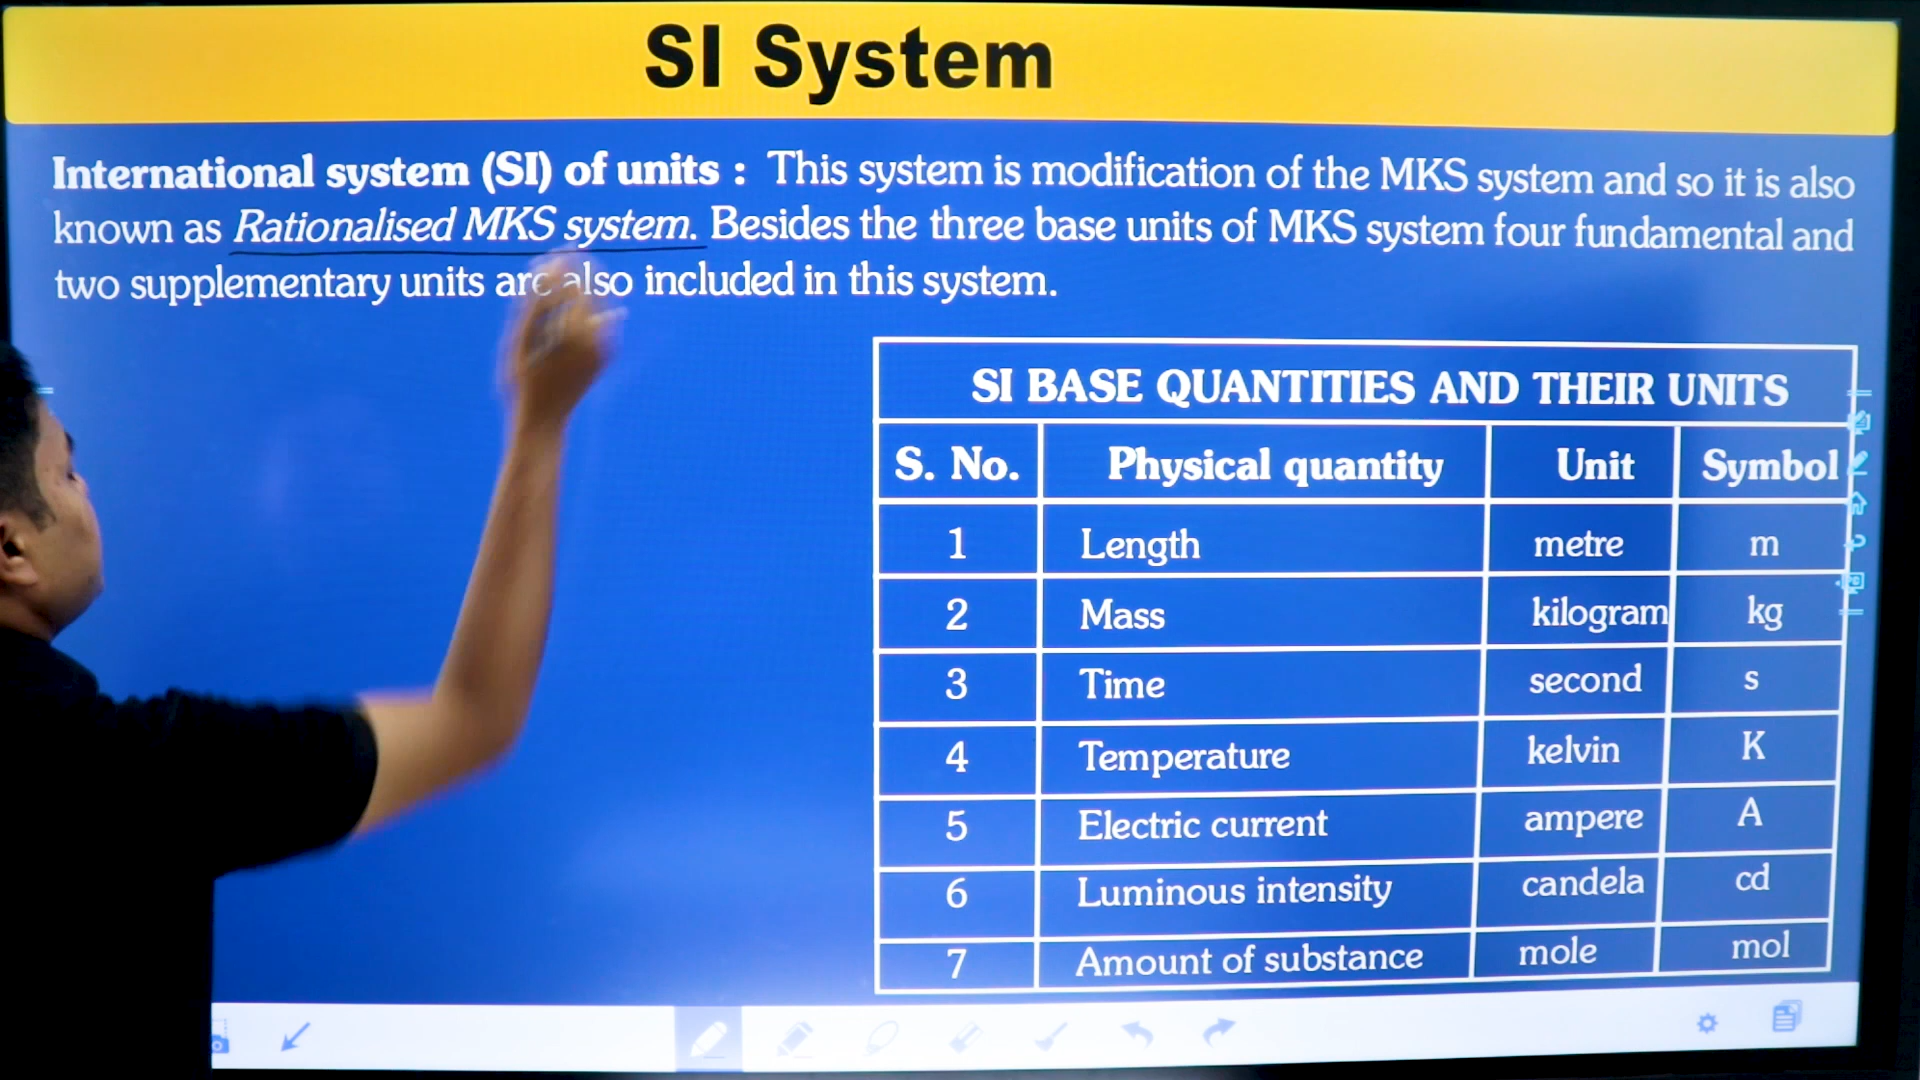 SI System
International system (SI) of units : This system is modification of the MKS system and so it is also
known as Rationalised MKS system. Besides the three base units of MKS system four fundamental and
two supplementary units are also included in this system.
SI BASE QUANTITIES AND THEIR UNITS
S. No. Physical quantity Unit Symbol
1 Length metre m
2 Mass kilogram kg
3 Time second s
4 Temperature kelvin K
5 Electric current ampere A
6 Luminous intensity candela cd
7 Amount of substance mole mol